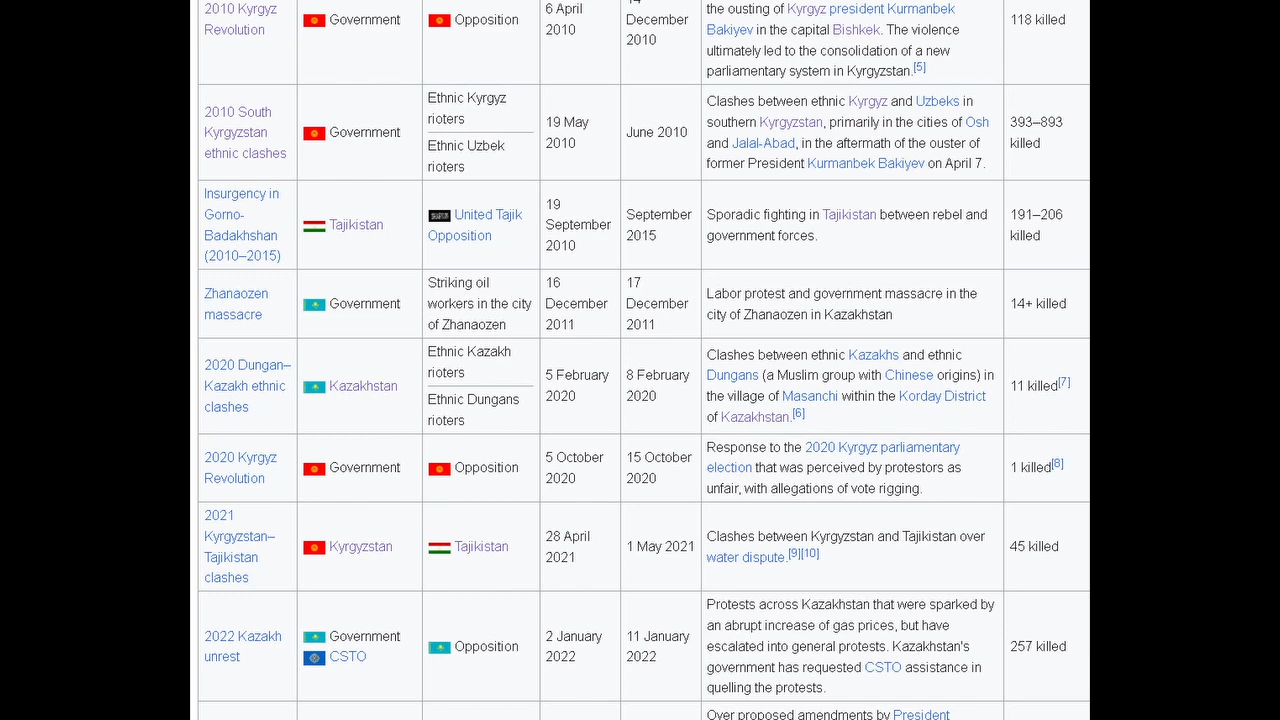 2010 Kyrgyz
Revolution
Government
Opposition
6 April
2010
14
December
2010
the ousting of Kyrgyz president Kurmanbek
Bakiyev in the capital Bishkek. The violence
ultimately led to the consolidation of a new
parliamentary system in Kyrgyzstan.[5]
118 killed
2010 South
Kyrgyzstan
ethnic clashes
Government
Ethnic Kyrgyz
rioters
Ethnic Uzbek
rioters
19 May
2010
June 2010
Clashes between ethnic Kyrgyz and Uzbeks in
southern Kyrgyzstan, primarily in the cities of Osh
and Jalal-Abad, in the aftermath of the ouster of
former President Kurmanbek Bakiyev on April 7.
393–893
killed
Insurgency in
Gorno-
Badakhshan
(2010–2015)
Tajikistan
United Tajik
Opposition
19
September
2010
September
2015
Sporadic fighting in Tajikistan between rebel and
government forces.
191–206
killed
Zhanaozen
massacre
Government
Striking oil
workers in the city
of Zhanaozen
16
December
2011
17
December
2011
Labor protest and government massacre in the
city of Zhanaozen in Kazakhstan
14+ killed
2020 Dungan–
Kazakh ethnic
clashes
Kazakhstan
Ethnic Kazakh
rioters
Ethnic Dungans
rioters
5 February
2020
8 February
2020
Clashes between ethnic Kazakhs and ethnic
Dungans (a Muslim group with Chinese origins) in
the village of Masanchi within the Korday District
of Kazakhstan.[6]
11 killed[7]
2020 Kyrgyz
Revolution
Government
Opposition
5 October
2020
15 October
2020
Response to the 2020 Kyrgyz parliamentary
election that was perceived by protestors as
unfair, with allegations of vote rigging.
1 killed[8]
2021
Kyrgyzstan–
Tajikistan
clashes
Kyrgyzstan
Tajikistan
28 April
2021
1 May 2021
Clashes between Kyrgyzstan and Tajikistan over
water dispute.[9][10]
45 killed
2022 Kazakh
unrest
Government
CSTO
Opposition
2 January
2022
11 January
2022
Protests across Kazakhstan that were sparked by
an abrupt increase of gas prices, but have
escalated into general protests. Kazakhstan's
government has requested CSTO assistance in
quelling the protests.
257 killed
Over proposed amendments by President